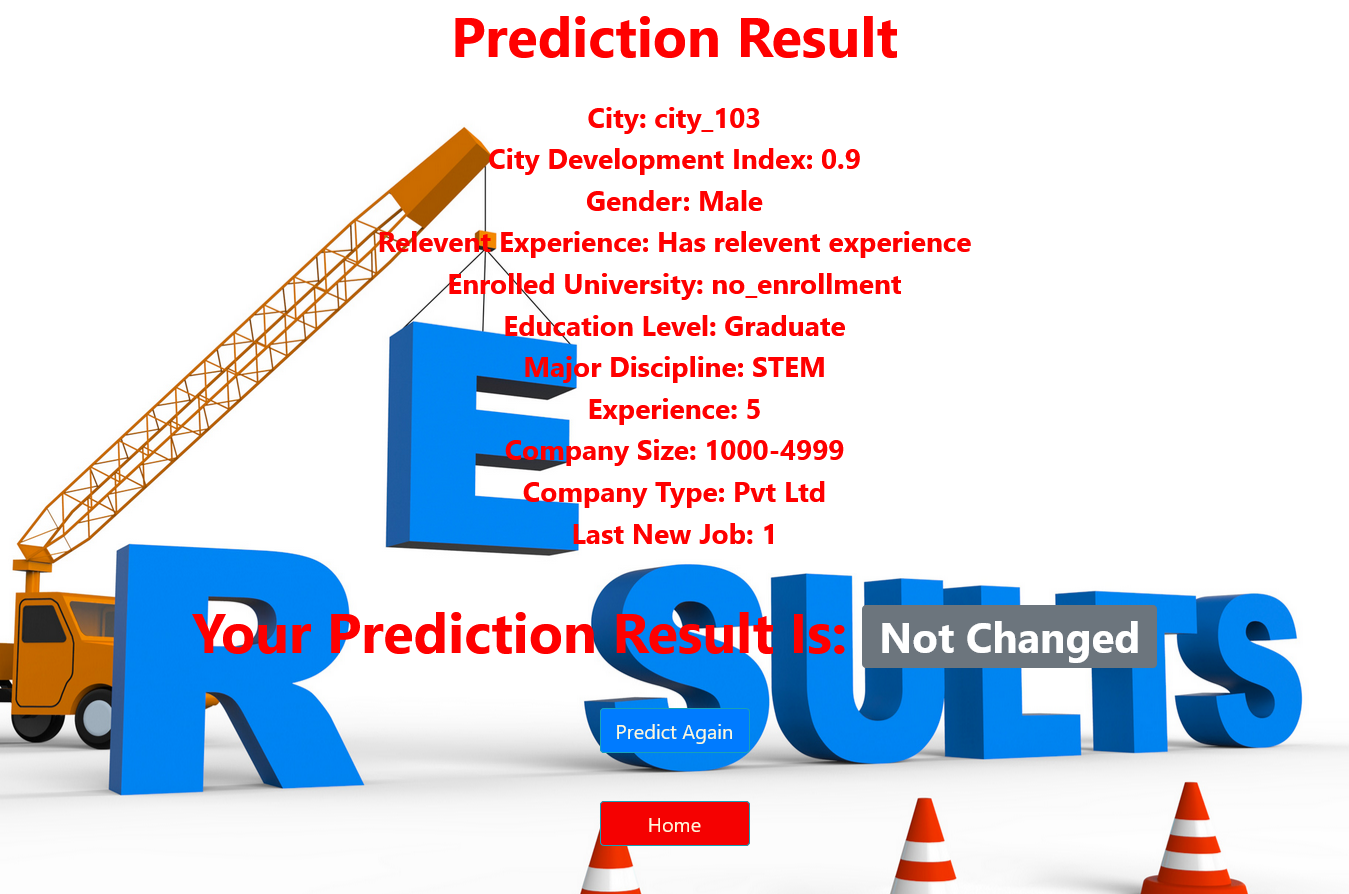 Prediction Result
City: city_103
City Development Index: 0.9
Gender: Male
Relevent Experience: Has relevent experience
Enrolled University: no_enrollment
Education Level: Graduate
Major Discipline: STEM
Experience: 5
Company Size: 1000-4999
Company Type: Pvt Ltd
Last New Job: 1
RESULTS
Your Prediction Result Is: Not Changed
Predict Again
Home